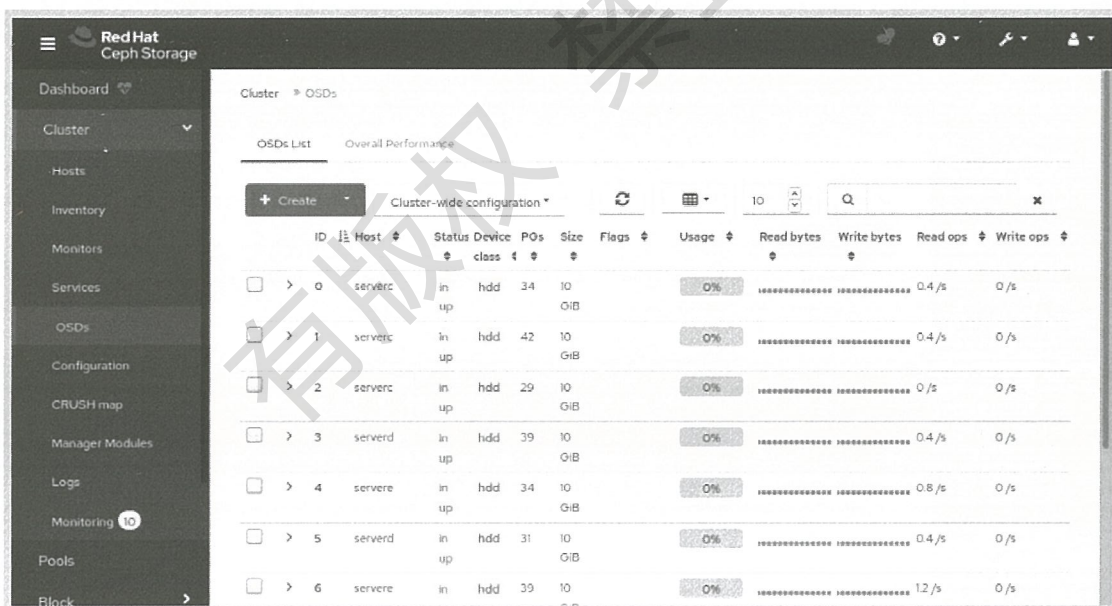 有版权 禁
Red Hat
Ceph Storage
Dashboard
Cluster
Hosts
Inventory
Monitors
Services
OSDs
Configuration
CRUSH map
Manager Modules
Logs
Monitoring 10
Pools
Block
Cluster » OSDs
OSDs List Overall Performance
+ Create Cluster-wide configuration 10
ID Host Status Device class PGs Size Flags Usage Read bytes Write bytes Read ops Write ops
0 serverc in up hdd 34 10 GiB 0% 0.4 /s 0 /s
1 serverc in up hdd 42 10 GiB 0% 0.4 /s 0 /s
2 serverc in up hdd 29 10 GiB 0% 0 /s 0 /s
3 serverd in up hdd 39 10 GiB 0% 0.4 /s 0 /s
4 servere in up hdd 34 10 GiB 0% 0.8 /s 0 /s
5 serverd in up hdd 31 10 GiB 0% 0.4 /s 0 /s
6 servere in hdd 39 10 0% 1.2 /s 0 /s